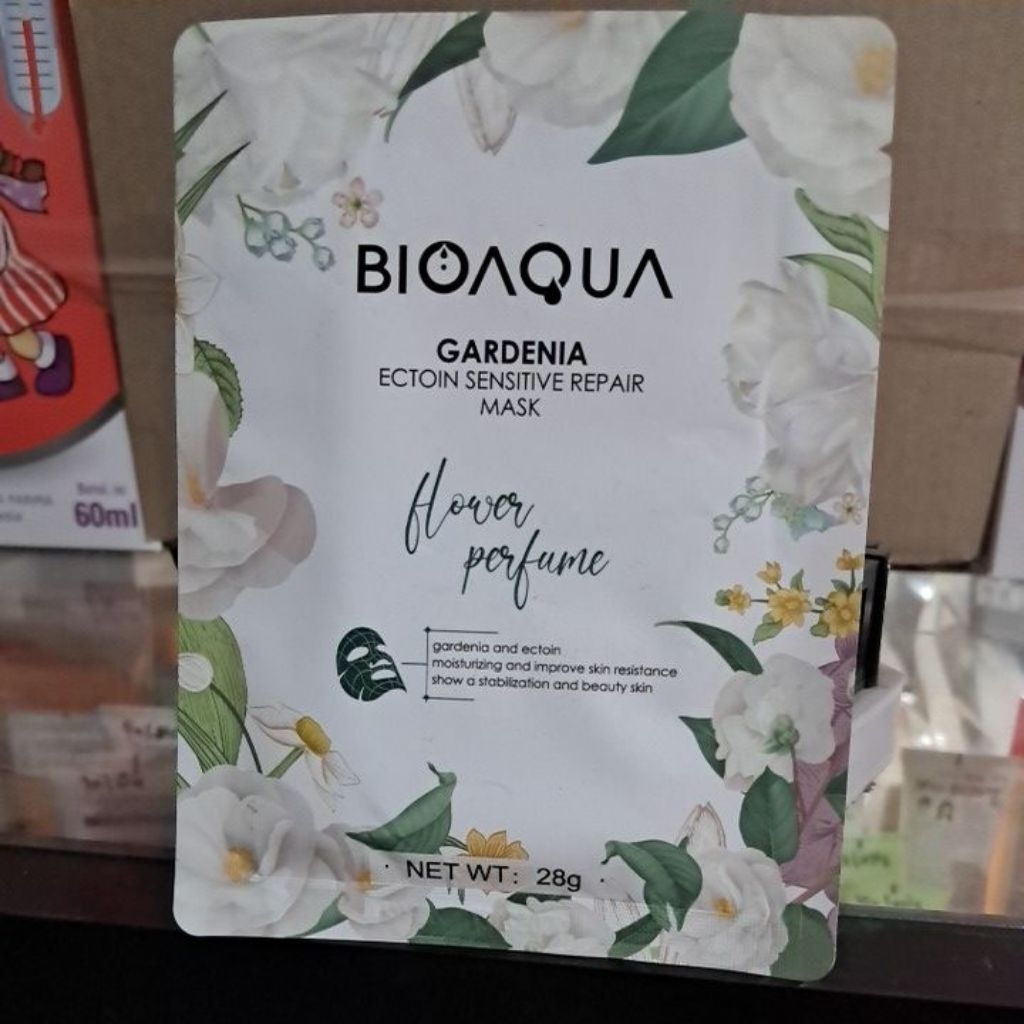 BIOAQUA
GARDENIA
ECTOIN SENSITIVE REPAIR
MASK
flower
perfume
gardenia and ectoin
moisturizing and improve skin resistance
show a stabilization and beauty skin
· NET WT: 28g ·
60ml